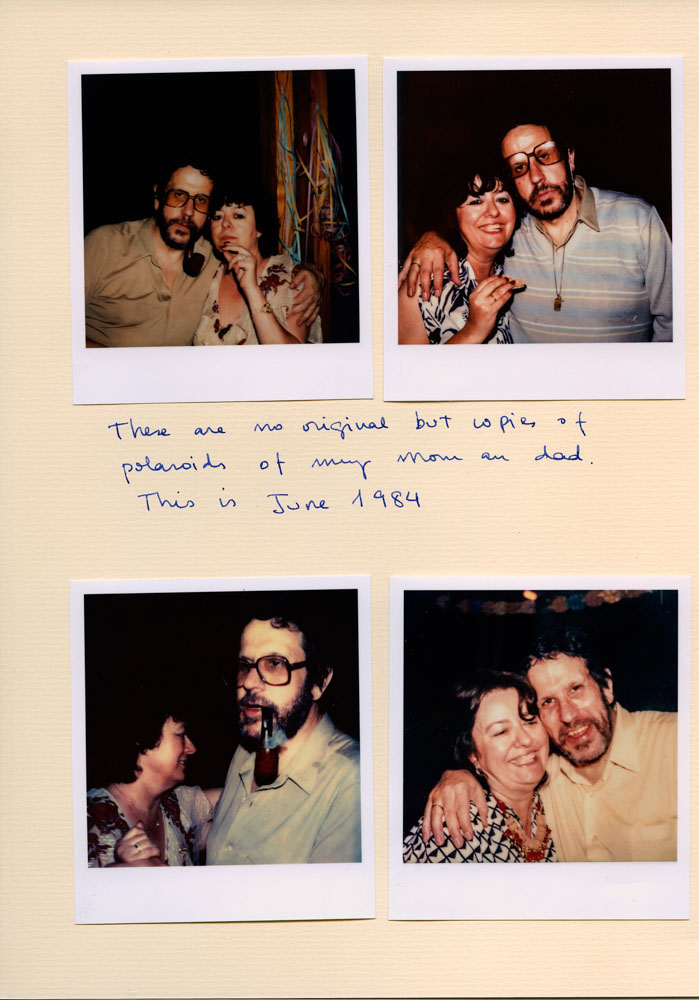 These are no original but copies of
polaroids of my mom an dad.
This is June 1984